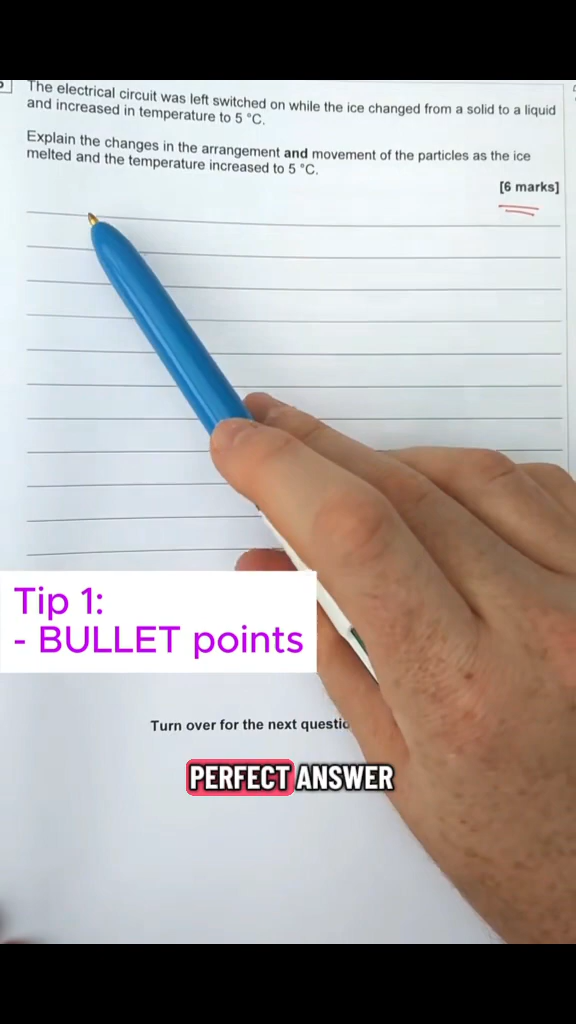 The electrical circuit was left switched on while the ice changed from a solid to a liquid
and increased in temperature to 5 °C.
Explain the changes in the arrangement and movement of the particles as the ice
melted and the temperature increased to 5 °C.
[6 marks]
Tip 1:
- BULLET points
Turn over for the next
PERFECT ANSWER